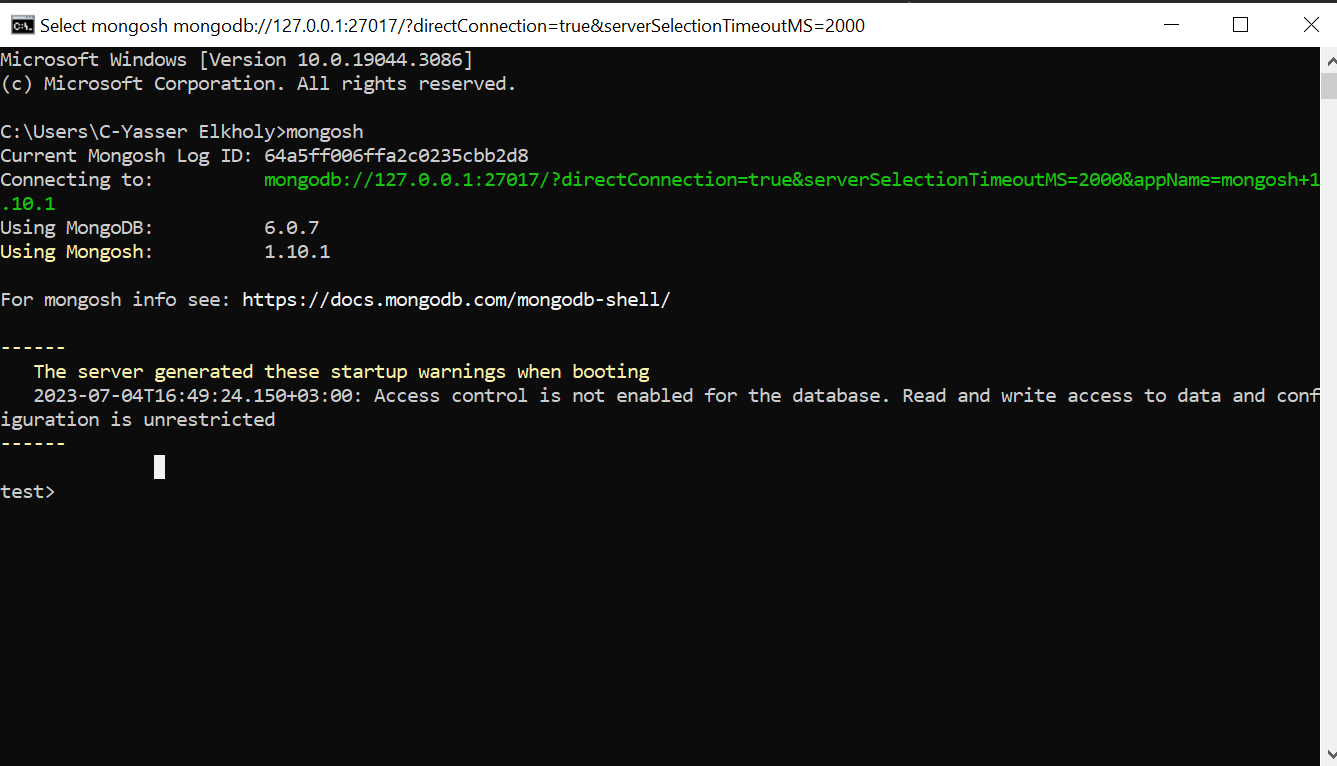 Select mongosh mongodb://127.0.0.1:27017/?directConnection=true&serverSelectionTimeoutMS=2000
Microsoft Windows [Version 10.0.19044.3086]
(c) Microsoft Corporation. All rights reserved.
C:\Users\C-Yasser Elkholy>mongosh
Current Mongosh Log ID: 64a5ff006ffa2c0235cbb2d8
Connecting to:          mongodb://127.0.0.1:27017/?directConnection=true&serverSelectionTimeoutMS=2000&appName=mongosh+1
.10.1
Using MongoDB:          6.0.7
Using Mongosh:          1.10.1
For mongosh info see: https://docs.mongodb.com/mongodb-shell/
------
   The server generated these startup warnings when booting
   2023-07-04T16:49:24.150+03:00: Access control is not enabled for the database. Read and write access to data and conf
iguration is unrestricted
------
test>